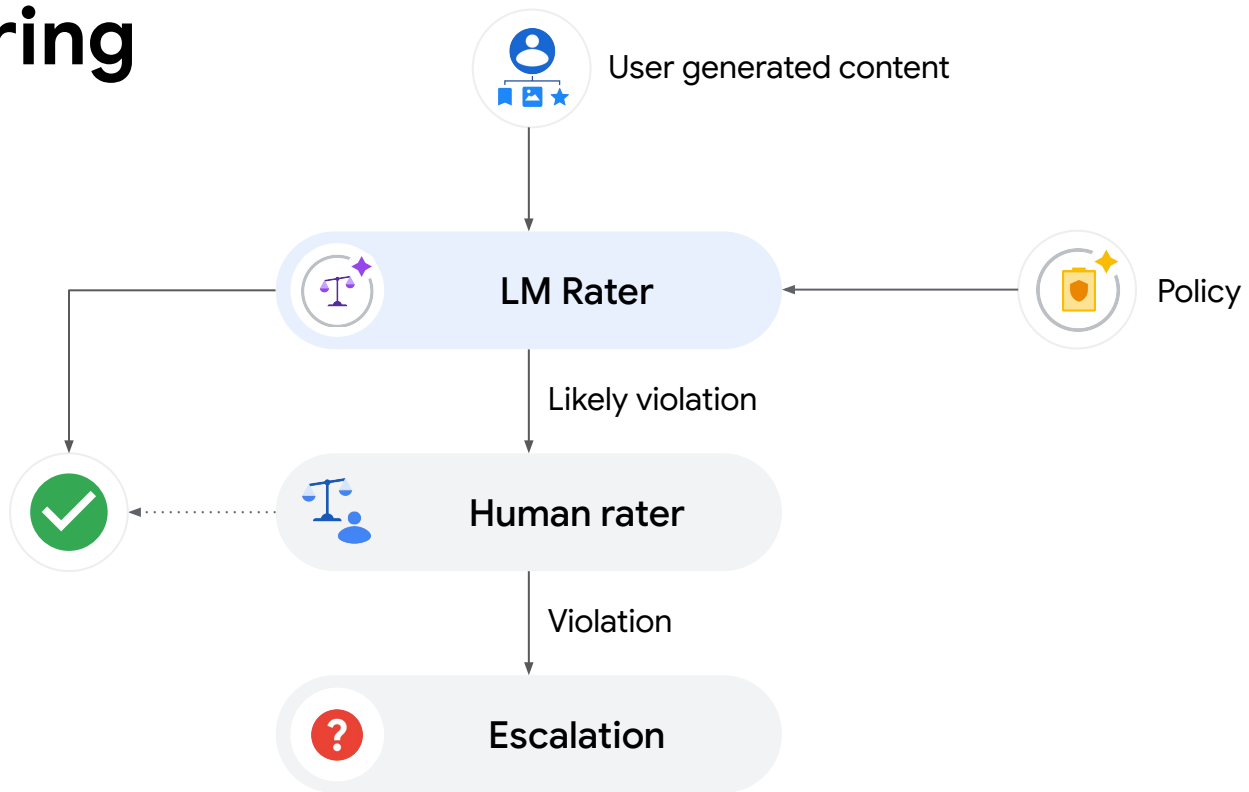 ring
User generated content
LM Rater
Policy
Likely violation
Human rater
Violation
?
Escalation